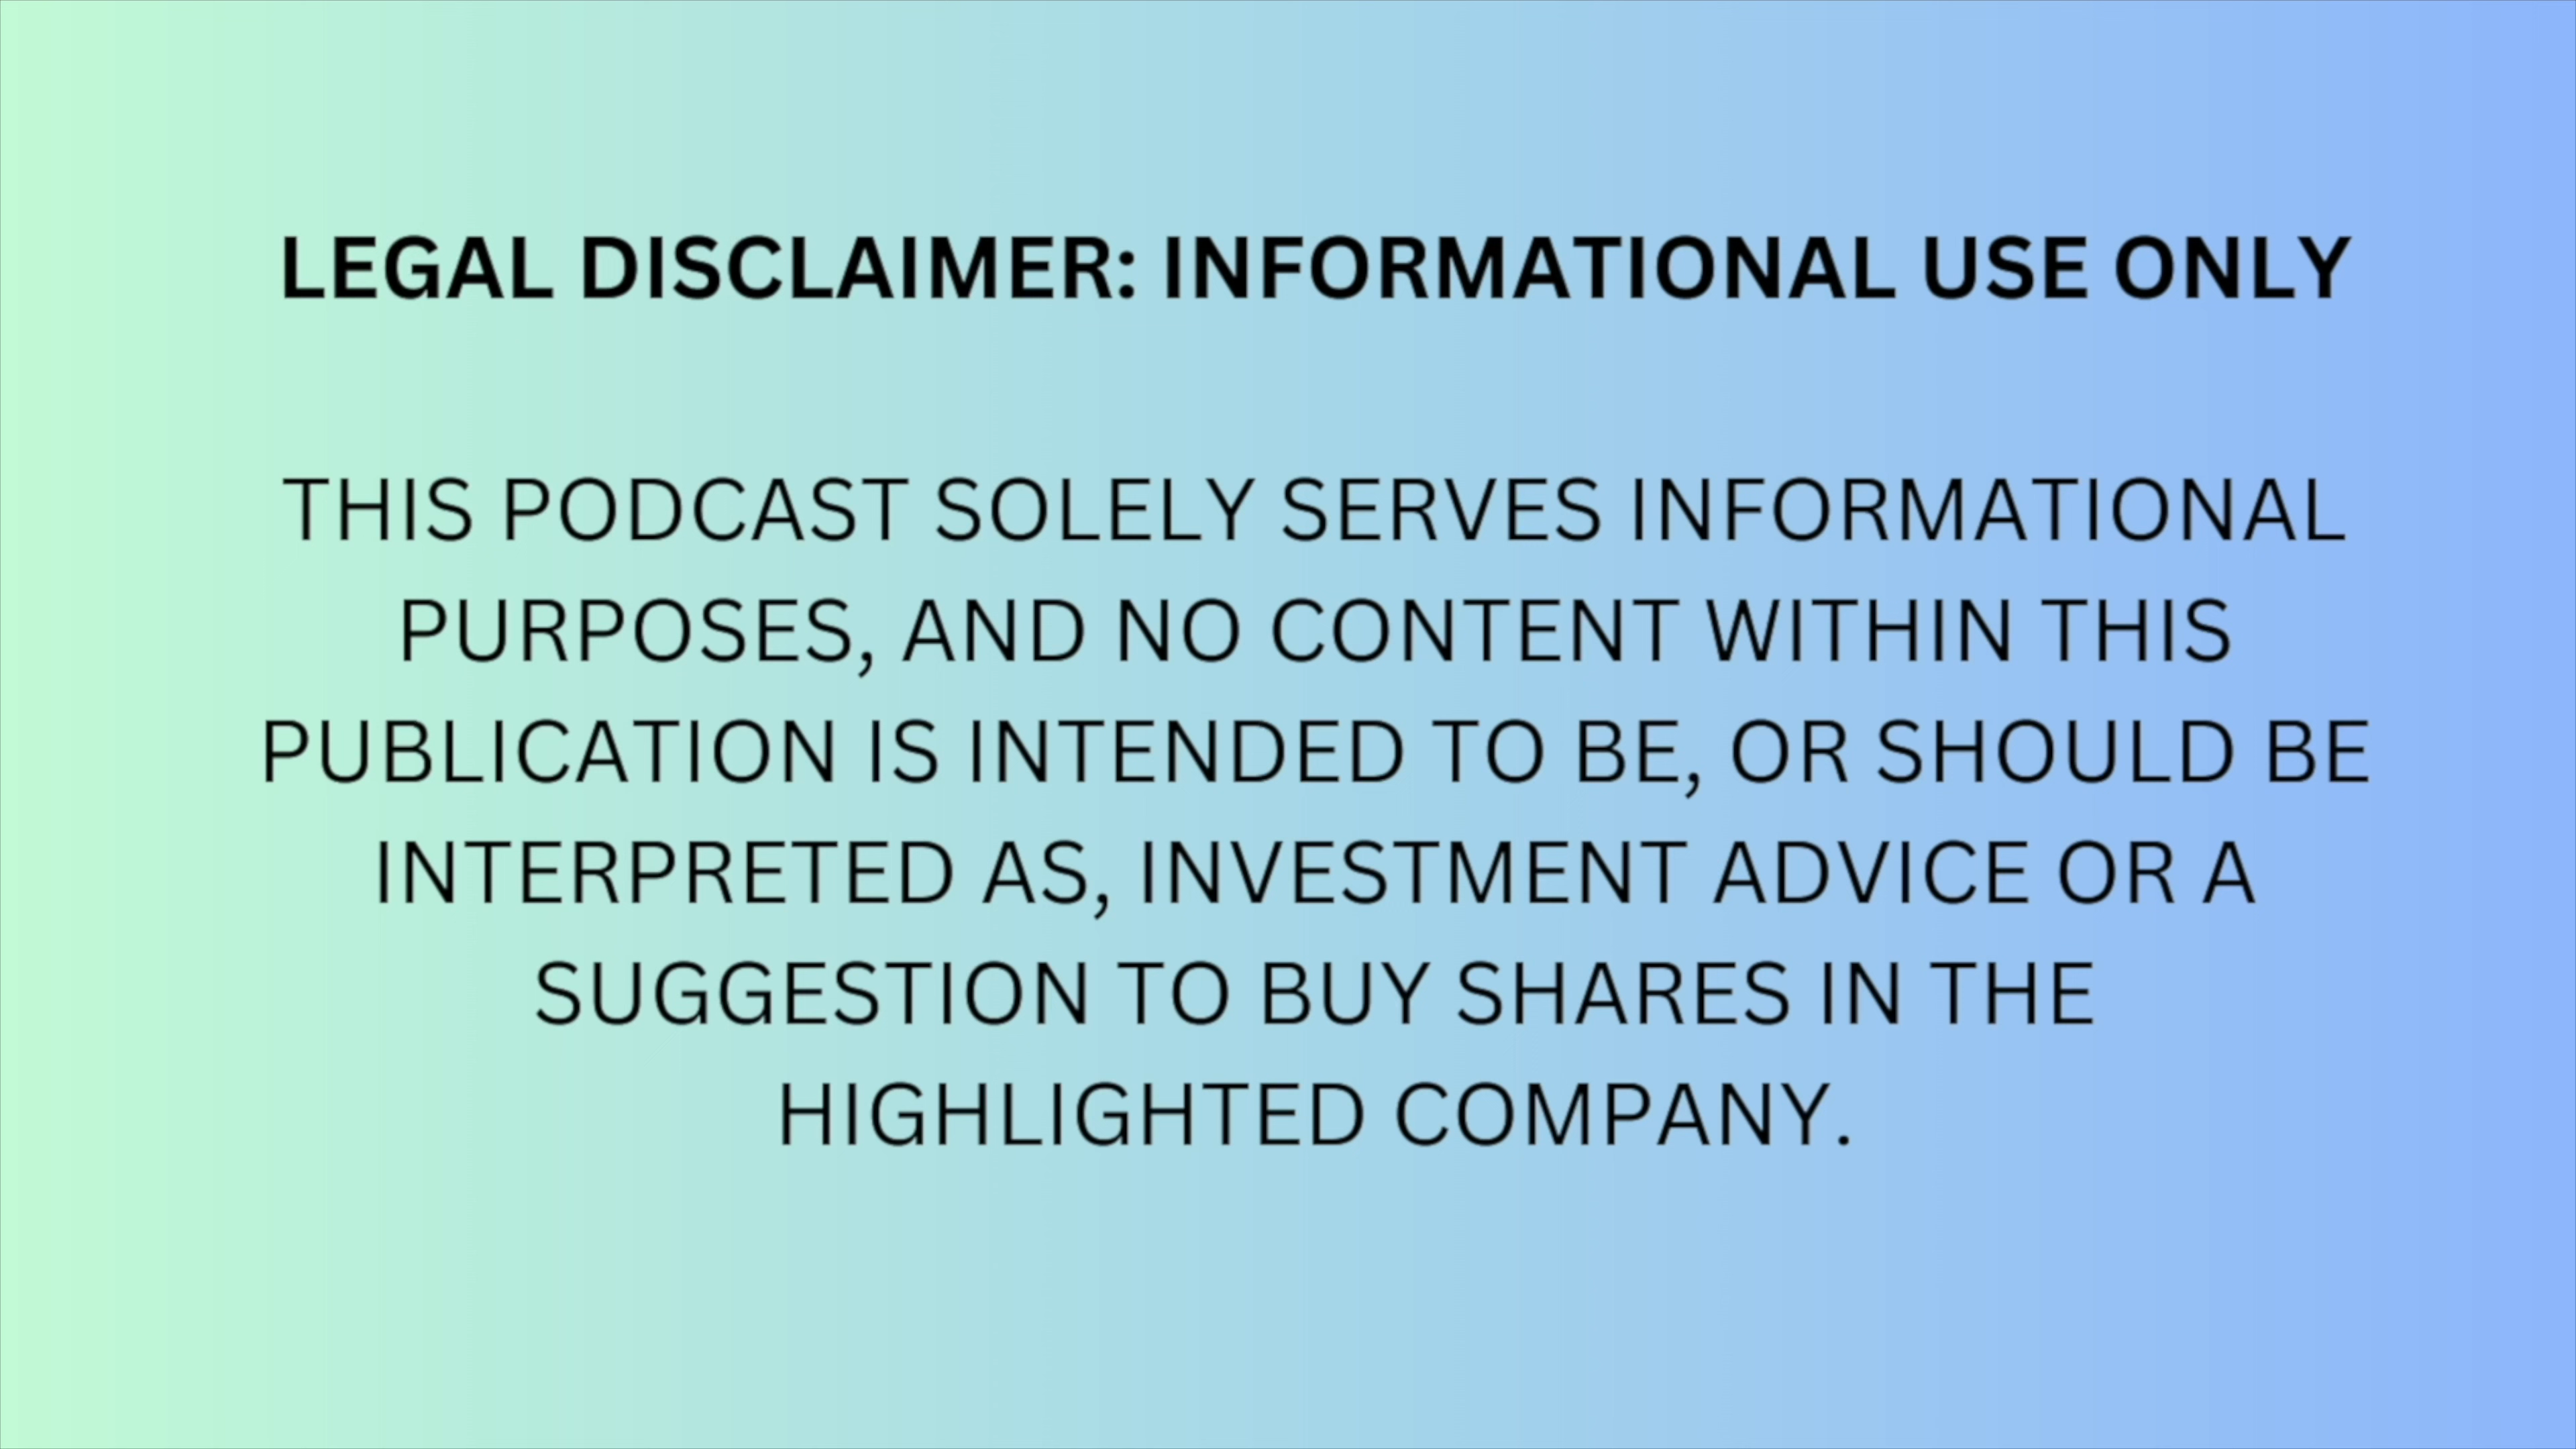 LEGAL DISCLAIMER: INFORMATIONAL USE ONLY
THIS PODCAST SOLELY SERVES INFORMATIONAL
PURPOSES, AND NO CONTENT WITHIN THIS
PUBLICATION IS INTENDED TO BE, OR SHOULD BE
INTERPRETED AS, INVESTMENT ADVICE OR A
SUGGESTION TO BUY SHARES IN THE
HIGHLIGHTED COMPANY.